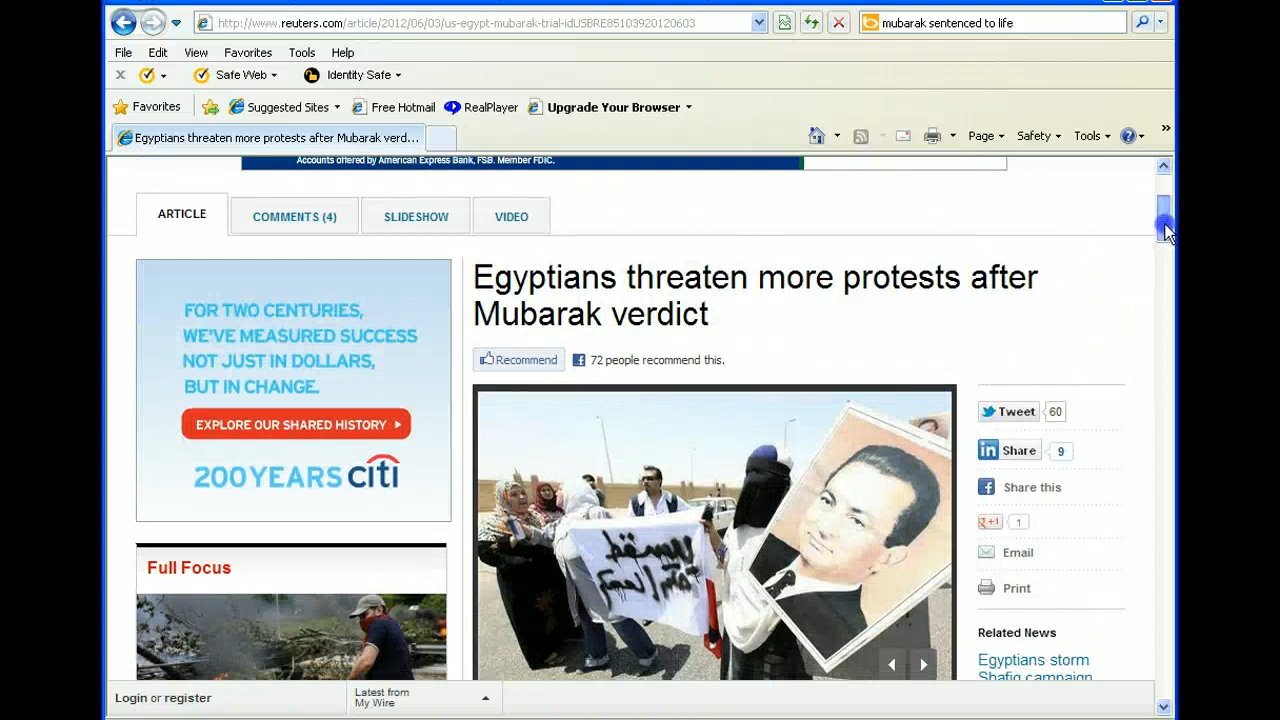 http://www.reuters.com/article/2012/06/03/us-egypt-mubarak-trial-idUSBRE85103920120603
mubarak sentenced to life
File Edit View Favorites Tools Help
Safe Web Identity Safe
Favorites Suggested Sites Free Hotmail RealPlayer Upgrade Your Browser
Egyptians threaten more protests after Mubarak verd...
Page Safety Tools
Accounts offered by American Express Bank, FSB. Member FDIC.
ARTICLE COMMENTS (4) SLIDESHOW VIDEO
FOR TWO CENTURIES,
WE'VE MEASURED SUCCESS
NOT JUST IN DOLLARS,
BUT IN CHANGE.
EXPLORE OUR SHARED HISTORY
200 YEARS citi
Full Focus
Egyptians threaten more protests after
Mubarak verdict
Recommend 72 people recommend this.
يسقط
Tweet 60
in Share 9
Share this
g +1 1
Email
Print
Related News
Egyptians storm
Shafiq campaign
Login or register
Latest from
My Wire